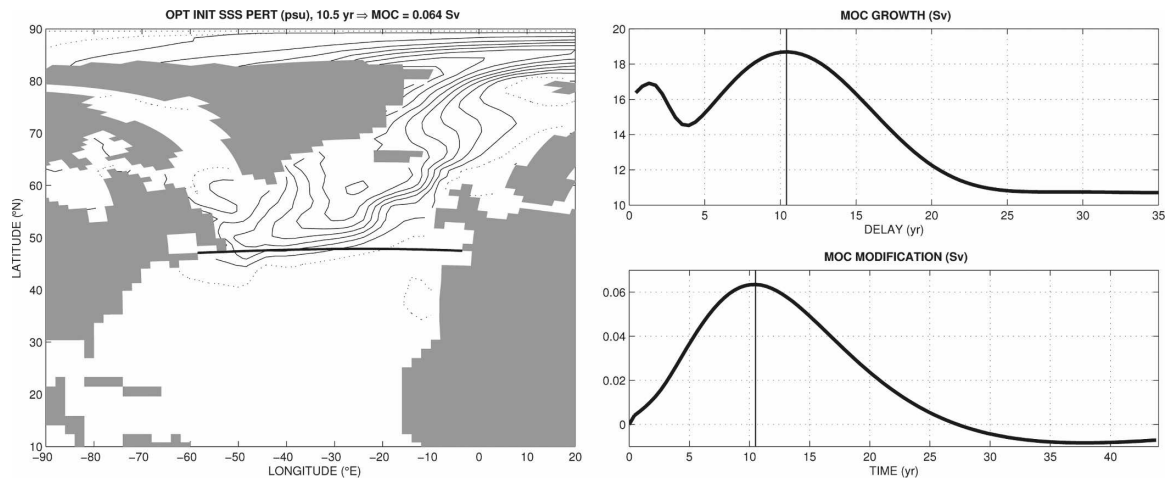 OPT INIT SSS PERT (psu), 10.5 yr ⇒ MOC = 0.064 Sv
90
80
70
60
50
40
30
20
10
LATITUDE (°N)
−90 −80 −70 −60 −50 −40 −30 −20 −10 0 10 20
LONGITUDE (°E)
MOC GROWTH (Sv)
20
18
16
14
12
10
0 5 10 15 20 25 30 35
DELAY (yr)
MOC MODIFICATION (Sv)
0.06
0.04
0.02
0
0 5 10 15 20 25 30 35 40
TIME (yr)